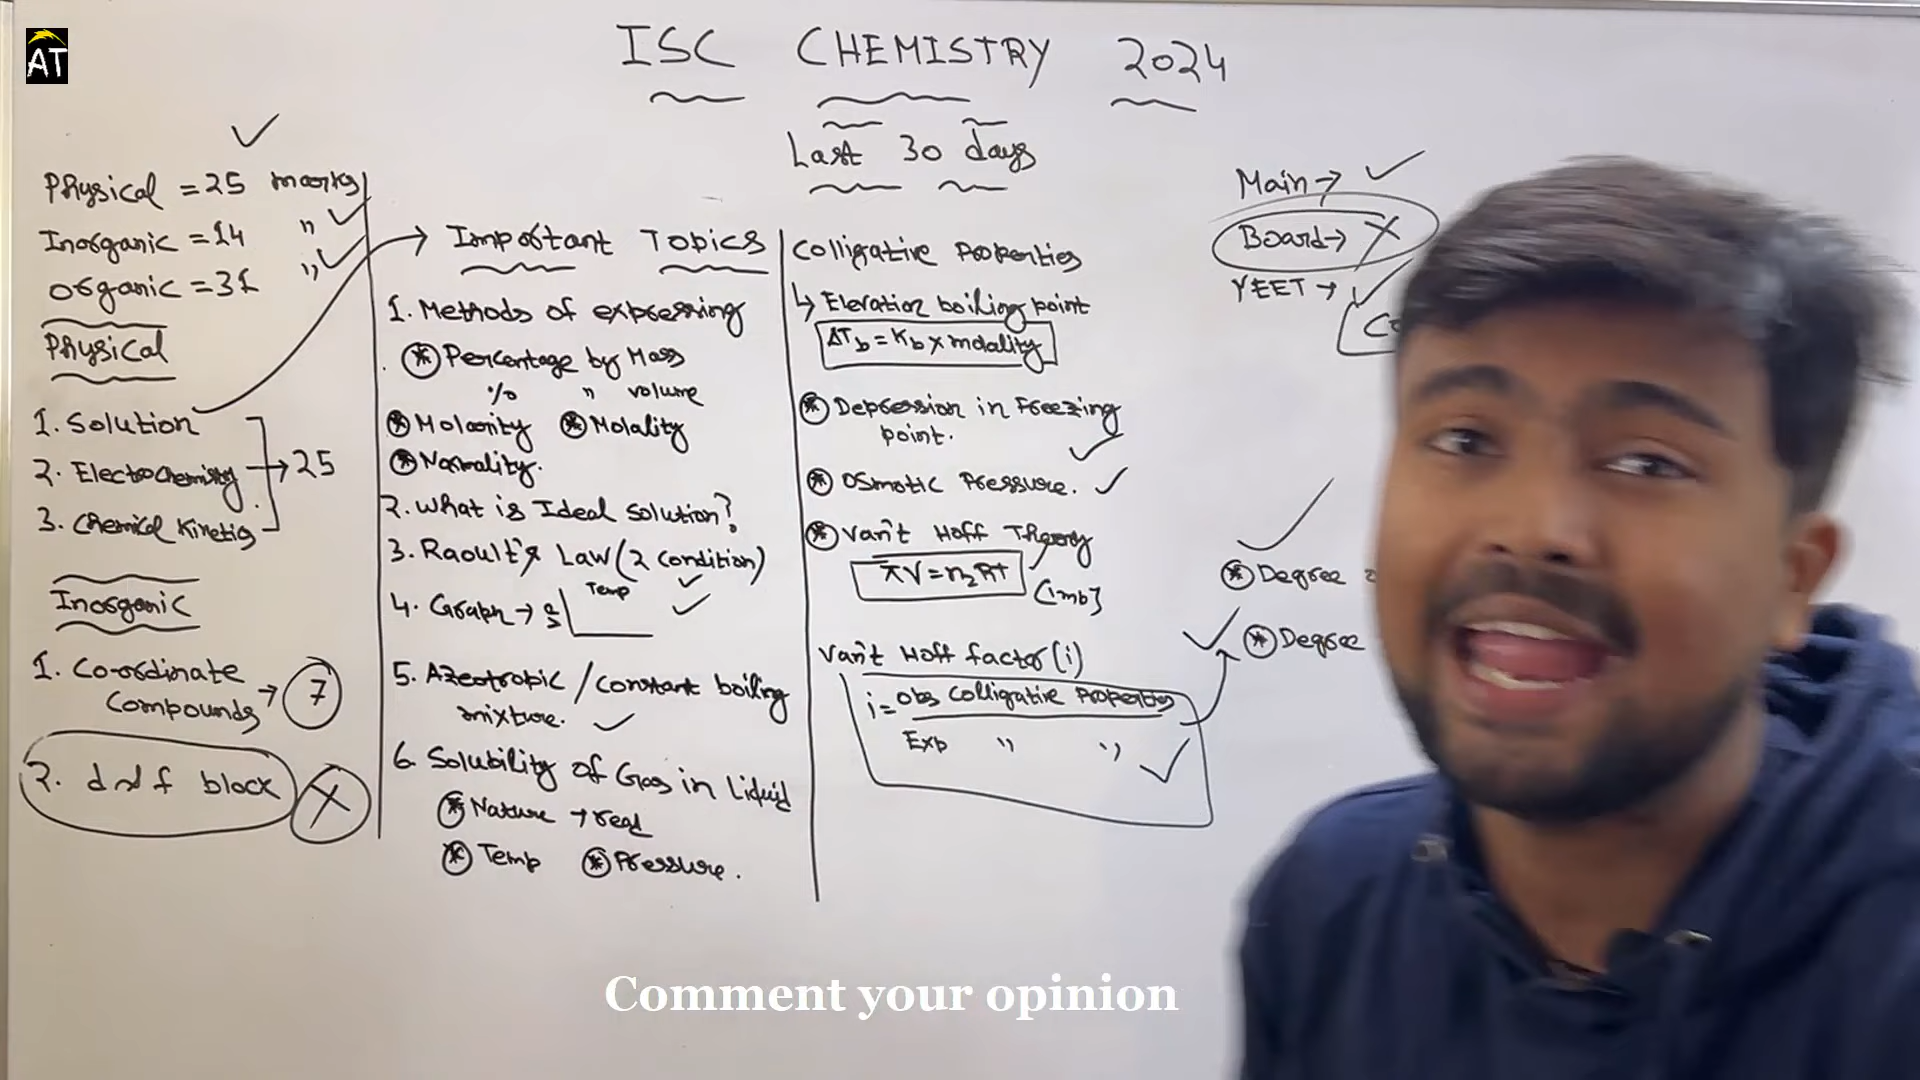 AT
ISC CHEMISTRY 2024
Last 30 days
Physical = 25 marks
Inorganic = 14 "
organic = 31 "
Physical
1. Solution
2. Electrochemistry → 25
3. Chemical Kinetics
Inorganic
1. Co-ordinate
Compounds → 7
2. d & f block X
→ Important Topics
1. Methods of expressing
* Percentage by Mass
% " volume
* Molarity * Molality
* Normality.
2. What is Ideal Solution?
3. Raoult's Law (2 condition)
4. Graph → Temp
5. Azeotropic / constant boiling
mixture.
6. Solubility of Gas in Liquid
* Nature → read
* Temp * Pressure.
Colligative Properties
↳ Elevation boiling point
ΔTb = Kb x molality
* Depression in Freezing
point.
* Osmotic Pressure.
* Van't Hoff Theory
πV = n2RT
(Imb}
Van't Hoff factor (i)
i = Obs Colligative Properties
Exp " "
Main →
Board → X
YEET →
* Degree
* Degree
Comment your opinion